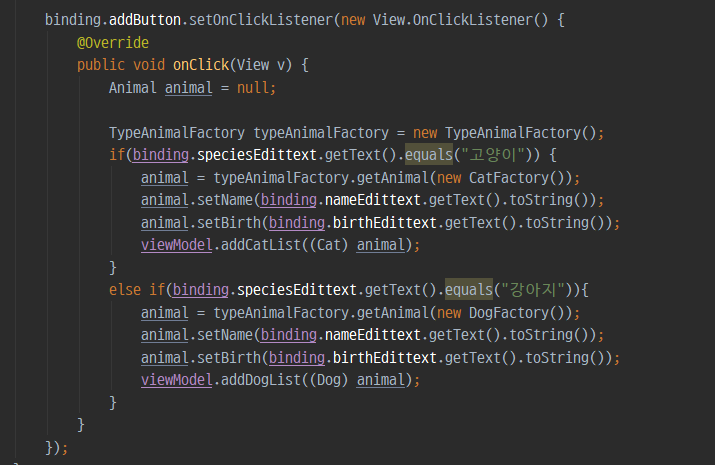 binding.addButton.setOnClickListener(new View.OnClickListener() {
@Override
public void onClick(View v) {
Animal animal = null;
TypeAnimalFactory typeAnimalFactory = new TypeAnimalFactory();
if(binding.speciesEdittext.getText().equals("고양이")) {
animal = typeAnimalFactory.getAnimal(new CatFactory());
animal.setName(binding.nameEdittext.getText().toString());
animal.setBirth(binding.birthEdittext.getText().toString());
viewModel.addCatList((Cat) animal);
}
else if(binding.speciesEdittext.getText().equals("강아지")){
animal = typeAnimalFactory.getAnimal(new DogFactory());
animal.setName(binding.nameEdittext.getText().toString());
animal.setBirth(binding.birthEdittext.getText().toString());
viewModel.addDogList((Dog) animal);
}
}
});